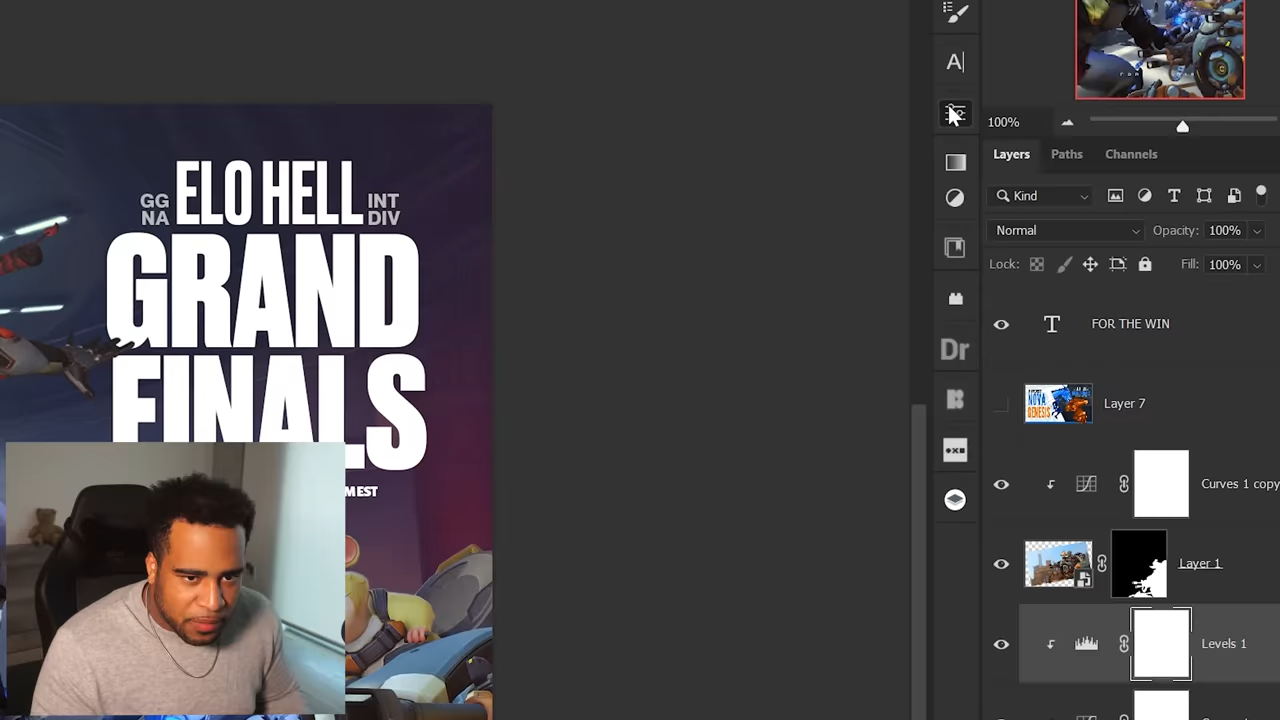 A
100%
Layers Paths Channels
Kind
Normal Opacity: 100%
Lock: Fill: 100%
GG ELO HELL INT
NA DIV
GRAND
FINALS
T FOR THE WIN
Layer 7
Curves 1 copy
Layer 1
Levels 1
Dr